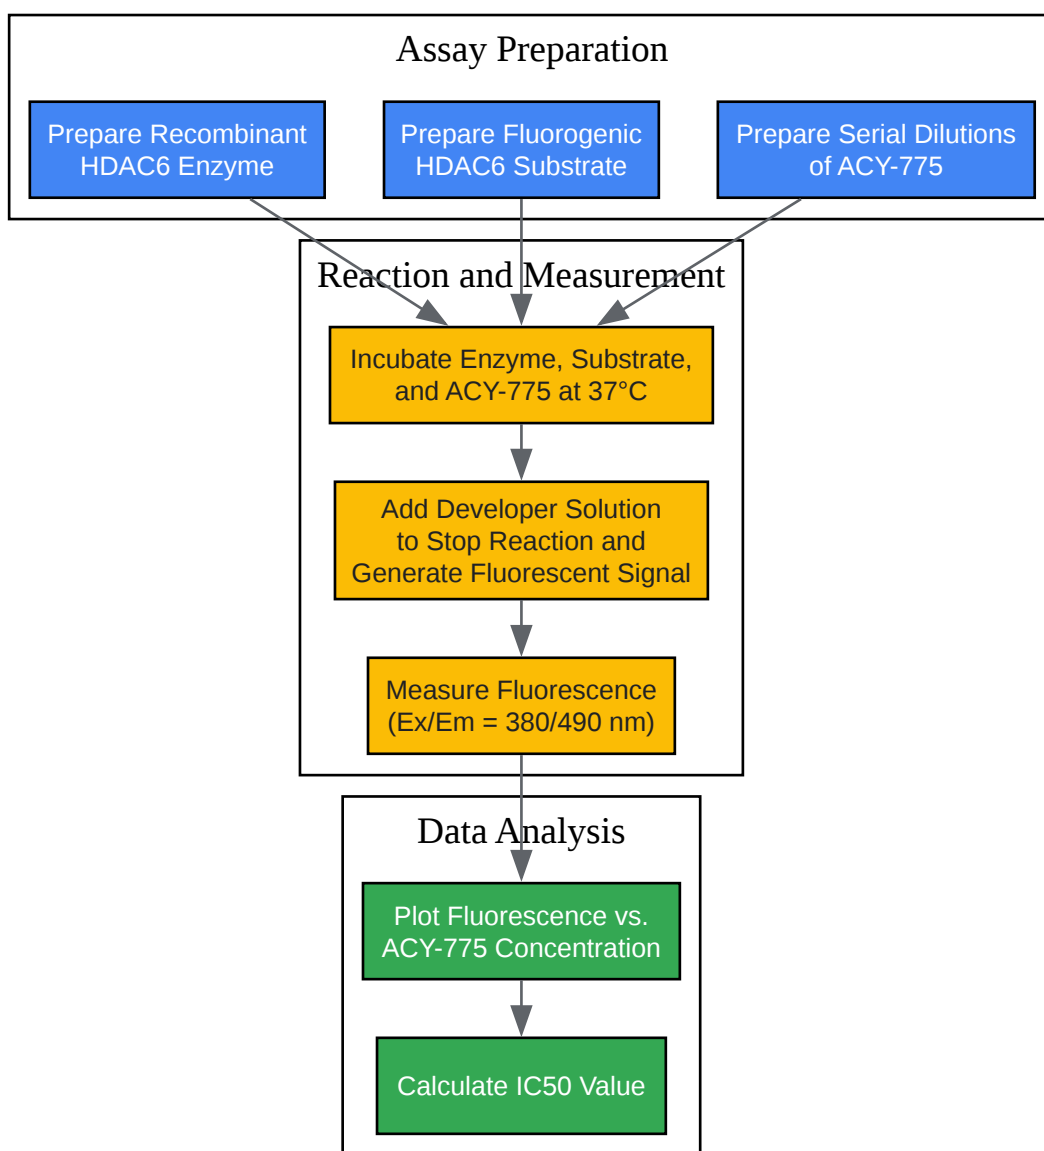 Assay Preparation
Prepare Recombinant
HDAC6 Enzyme
Prepare Fluorogenic
HDAC6 Substrate
Prepare Serial Dilutions
of ACY-775
Reaction and Measurement
Incubate Enzyme, Substrate,
and ACY-775 at 37°C
Add Developer Solution
to Stop Reaction and
Generate Fluorescent Signal
Measure Fluorescence
(Ex/Em = 380/490 nm)
Data Analysis
Plot Fluorescence vs.
ACY-775 Concentration
Calculate IC50 Value